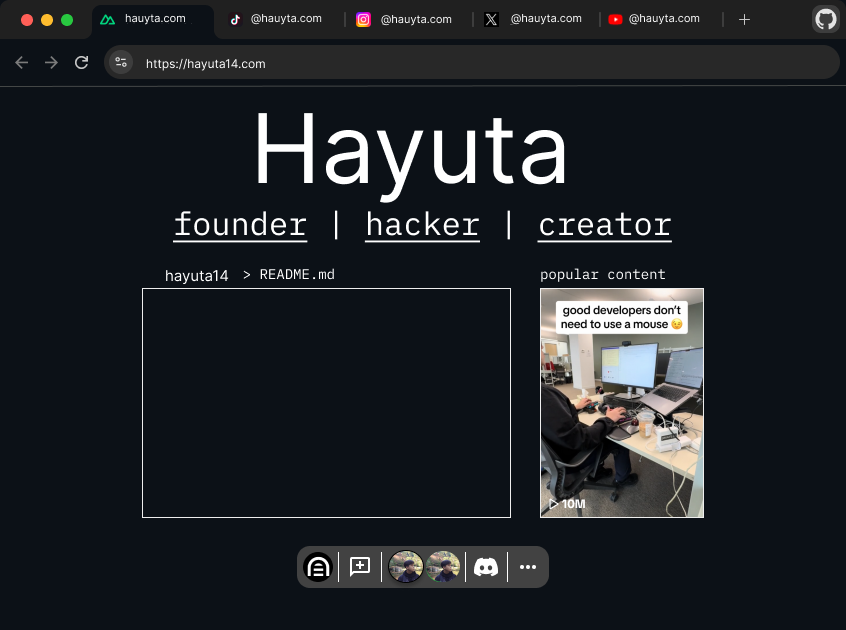 hauyta.com
@hauyta.com
@hauyta.com
@hauyta.com
@hauyta.com
https://hayuta14.com
Hayuta
founder | hacker | creator
hayuta14 > README.md
popular content
good developers don't
need to use a mouse 😉
10M